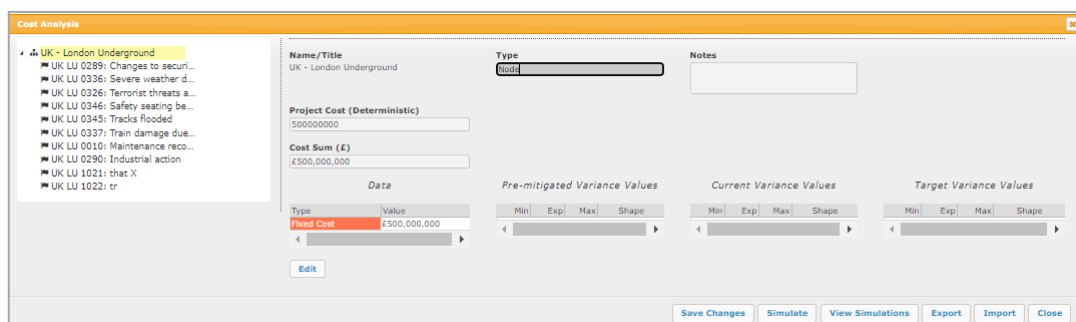 Cost Analysis
UK - London Underground
UK LU 0289: Changes to securi...
UK LU 0336: Severe weather d...
UK LU 0326: Terrorist threats a...
UK LU 0346: Safety seating be...
UK LU 0345: Tracks flooded
UK LU 0337: Train damage due...
UK LU 0010: Maintenance reco...
UK LU 0290: Industrial action
UK LU 1021: that X
UK LU 1022: tr
Name/Title
UK - London Underground
Type
Node
Notes
Project Cost (Deterministic)
500000000
Cost Sum (£)
£500,000,000
Data
Type Value
Fixed Cost £500,000,000
Pre-mitigated Variance Values
Min Exp Max Shape
Current Variance Values
Min Exp Max Shape
Target Variance Values
Min Exp Max Shape
Edit
Save Changes Simulate View Simulations Export Import Close